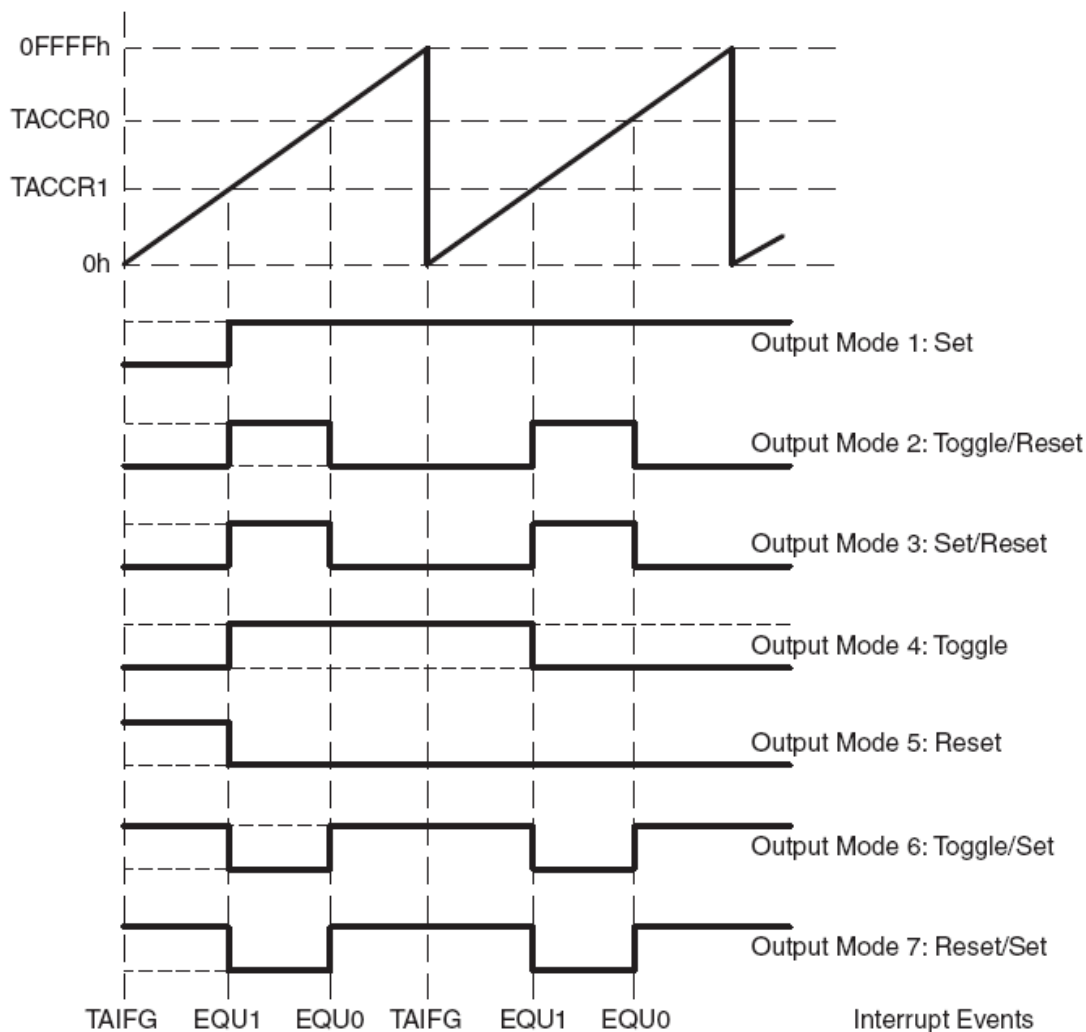 0FFFFh
TACCR0
TACCR1
0h
Output Mode 1: Set
Output Mode 2: Toggle/Reset
Output Mode 3: Set/Reset
Output Mode 4: Toggle
Output Mode 5: Reset
Output Mode 6: Toggle/Set
Output Mode 7: Reset/Set
TAIFG EQU1 EQU0 TAIFG EQU1 EQU0 Interrupt Events